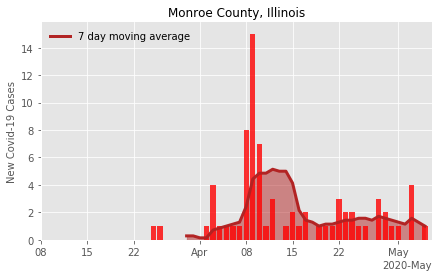 Monroe County, Illinois
7 day moving average
New Covid-19 Cases
14
12
10
8
6
4
2
0
08 15 22 Apr 08 15 22 May
2020-May